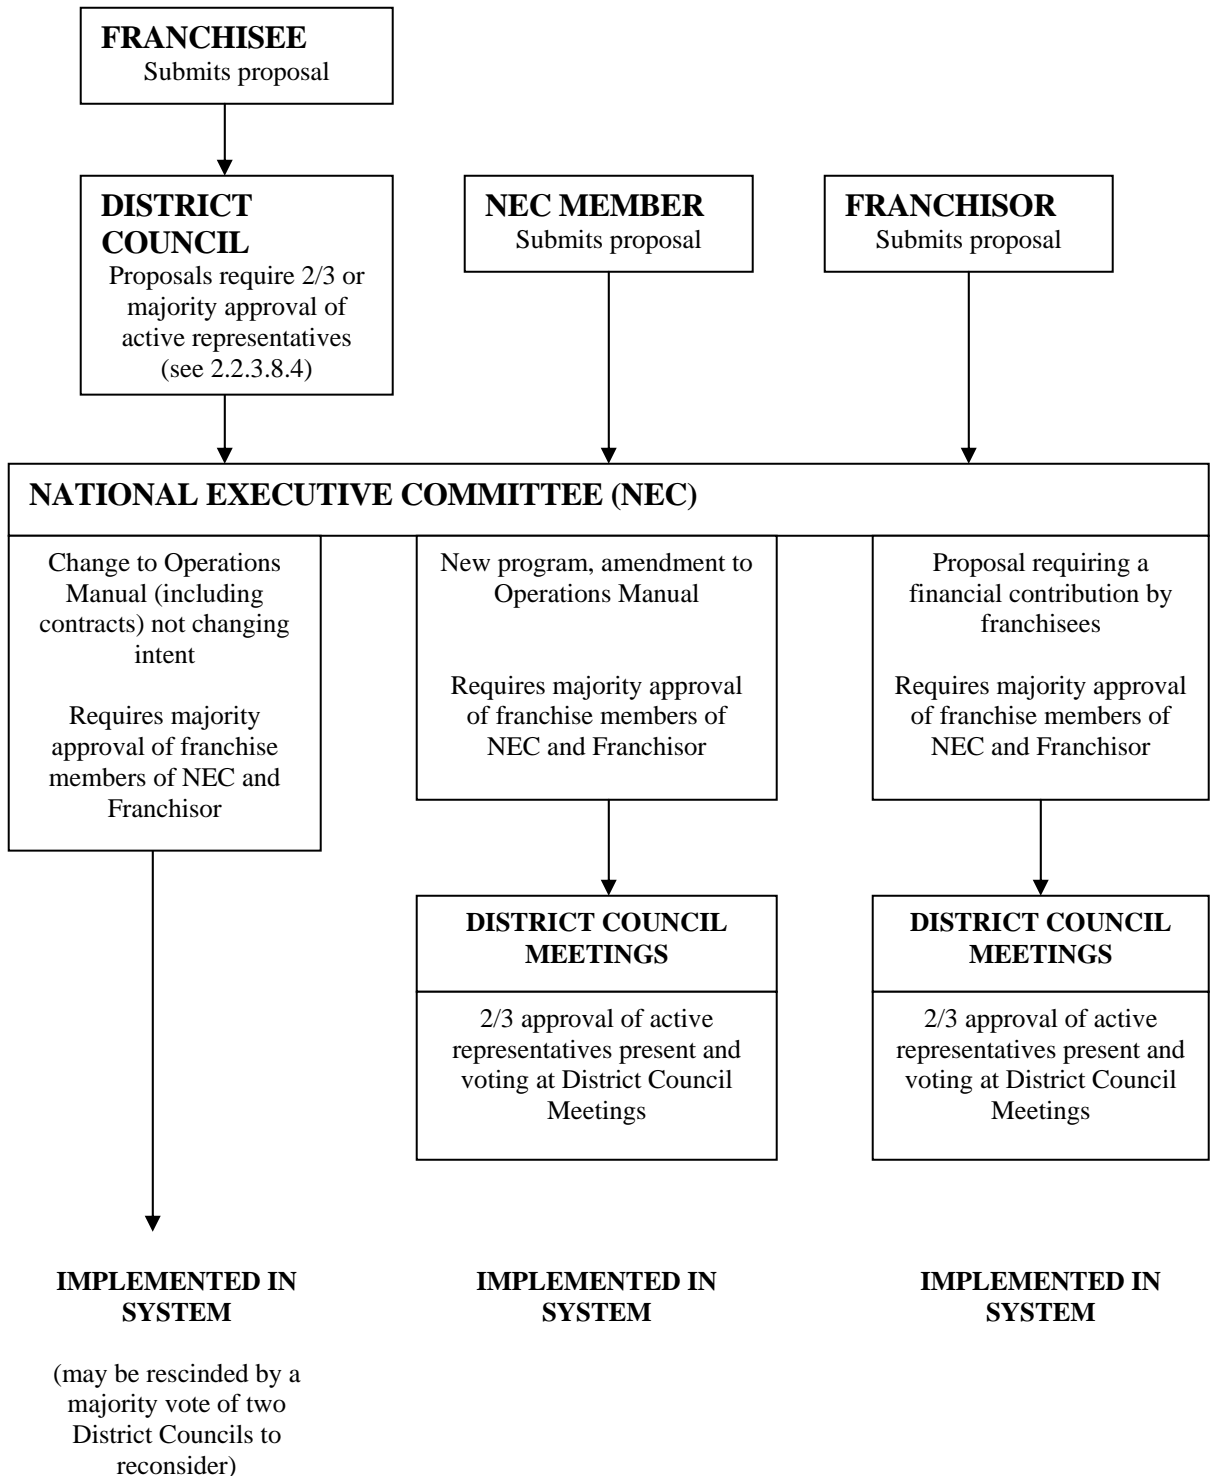 FRANCHISEE
Submits proposal
DISTRICT
COUNCIL
Proposals require 2/3 or
majority approval of
active representatives
(see 2.2.3.8.4)
NEC MEMBER
Submits proposal
FRANCHISOR
Submits proposal
NATIONAL EXECUTIVE COMMITTEE (NEC)
Change to Operations
Manual (including
contracts) not changing
intent
Requires majority
approval of franchise
members of NEC and
Franchisor
New program, amendment to
Operations Manual
Requires majority approval
of franchise members of
NEC and Franchisor
Proposal requiring a
financial contribution by
franchisees
Requires majority approval
of franchise members of
NEC and Franchisor
DISTRICT COUNCIL
MEETINGS
2/3 approval of active
representatives present and
voting at District Council
Meetings
DISTRICT COUNCIL
MEETINGS
2/3 approval of active
representatives present and
voting at District Council
Meetings
IMPLEMENTED IN
SYSTEM
(may be rescinded by a
majority vote of two
District Councils to
reconsider)
IMPLEMENTED IN
SYSTEM
IMPLEMENTED IN
SYSTEM